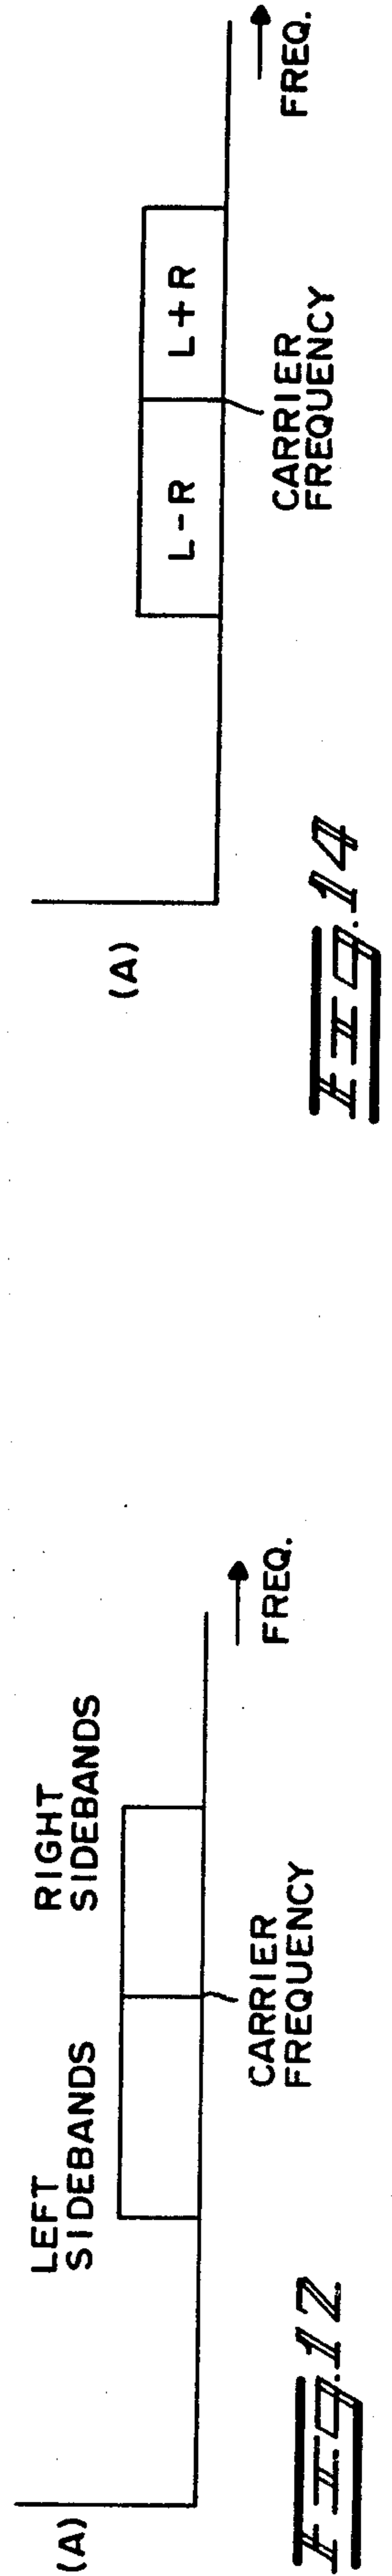 (A)
LEFT
SIDEBANDS
RIGHT
SIDEBANDS
CARRIER
FREQUENCY
FREQ.
Fig. 12
(A)
L-R
L+R
CARRIER
FREQUENCY
FREQ.
Fig. 14